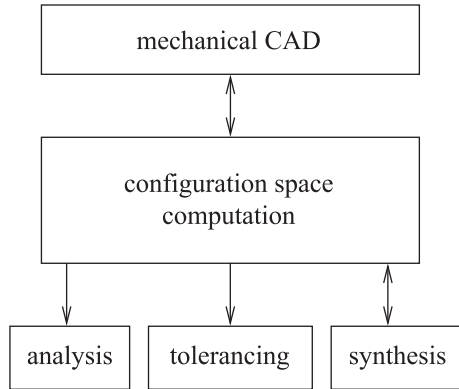 mechanical CAD
configuration space
computation
analysis
tolerancing
synthesis